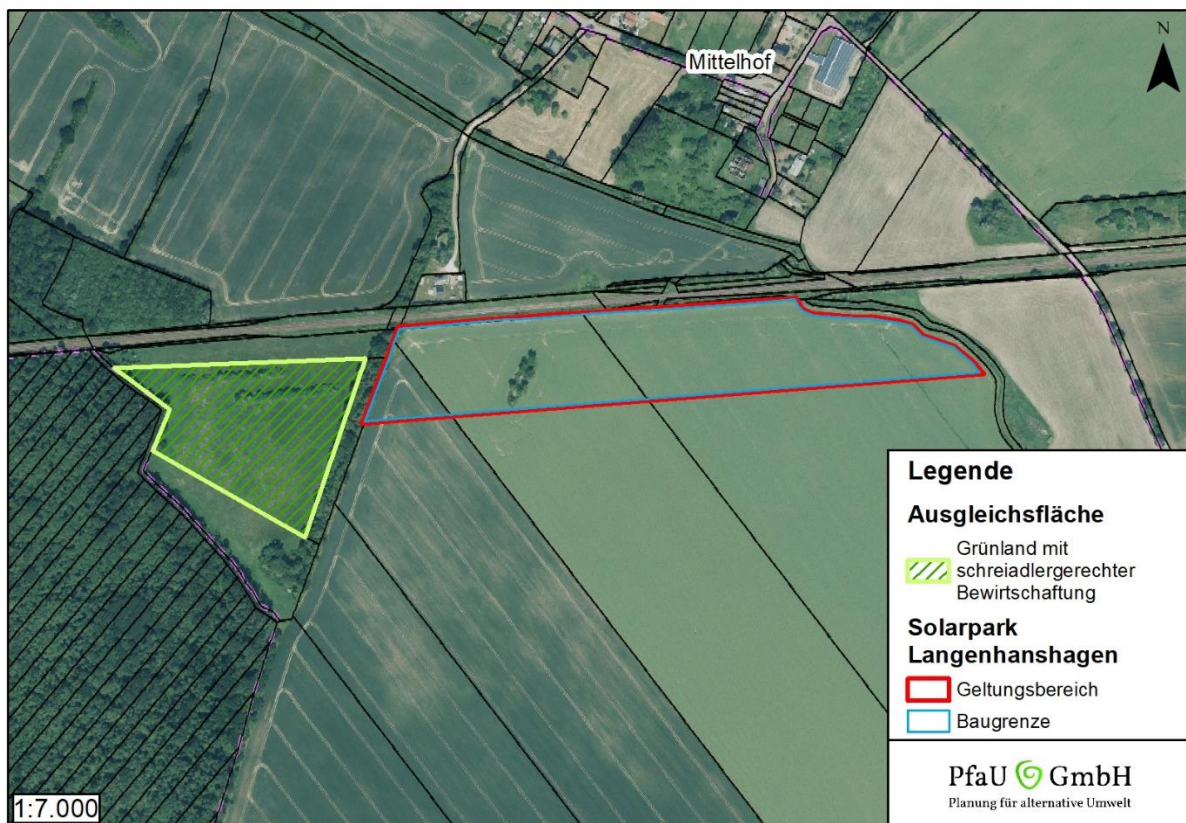 Mittelhof
N
Legende
Ausgleichsfläche
Grünland mit
schreiadlergerechter
Bewirtschaftung
Solarpark
Langenhanshagen
Geltungsbereich
Baugrenze
PfaU GmbH
Planung für alternative Umwelt
1:7.000